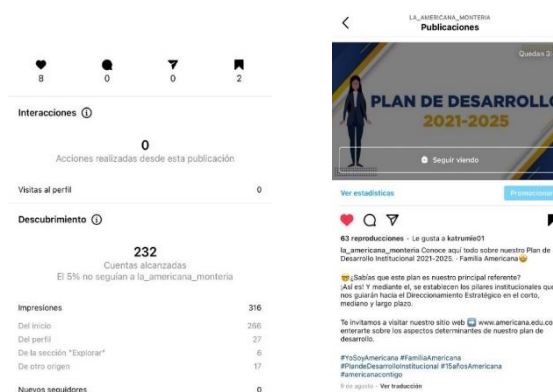 8 0 0 2
Interacciones
0
Acciones realizadas desde esta publicación
Visitas al perfil 0
Descubrimiento
232
Cuentas alcanzadas
El 5% no seguían a la_americana_monteria
Impresiones 316
Del inicio 266
Del perfil 27
De la sección "Explorar" 6
De otro origen 17
Nuevos seguidores 0
LA_AMERICANA_MONTERIA
Publicaciones
Quedan 3:
PLAN DE DESARROLLO
2021-2025
Seguir viendo
Ver estadísticas Promocionar
63 reproducciones · Le gusta a katrumie01
la_americana_monteria Conoce aquí todo sobre nuestro Plan de
Desarrollo Institucional 2021-2025. - Familia Americana
¿Sabías que este plan es nuestro principal referente?
¡Así es! Y mediante el, se establecen los pilares institucionales que
nos guiarán hacia el Direccionamiento Estratégico en el corto,
mediano y largo plazo.
Te invitamos a visitar nuestro sitio web www.americana.edu.co
enterarte sobre los aspectos determinantes de nuestro plan de
desarrollo.
#YoSoyAmericana #FamiliaAmericana
#PlandeDesarrolloInstitucional #15añosAmericana
#americanacontigo
9 de agosto · Ver traducción